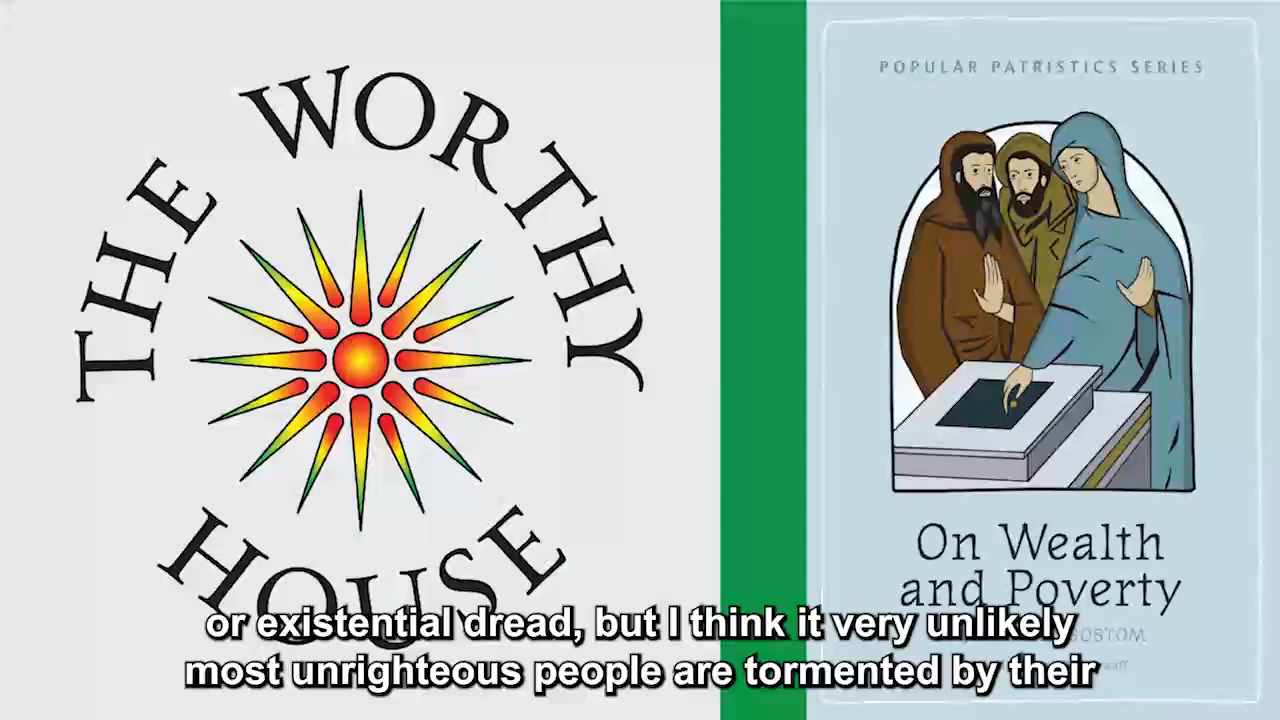 THE WORTHY
HOUSE
POPULAR PATRISTICS SERIES
On Wealth
and Poverty
or existential dread, but I think it very unlikely
most unrighteous people are tormented by their